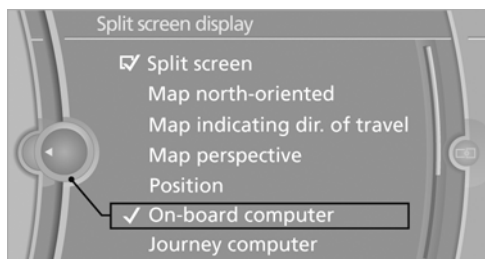 Split screen display
Split screen
Map north-oriented
Map indicating dir. of travel
Map perspective
Position
On-board computer
Journey computer